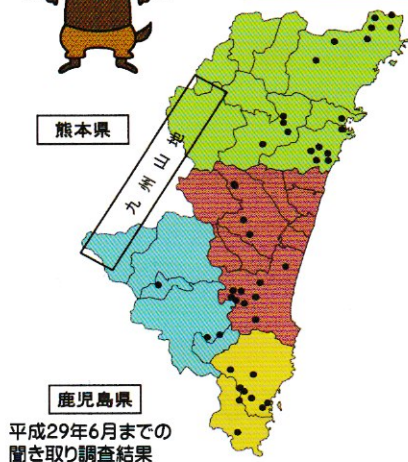 熊本県
九州山地
鹿児島県
平成29年6月までの
聞き取り調査結果